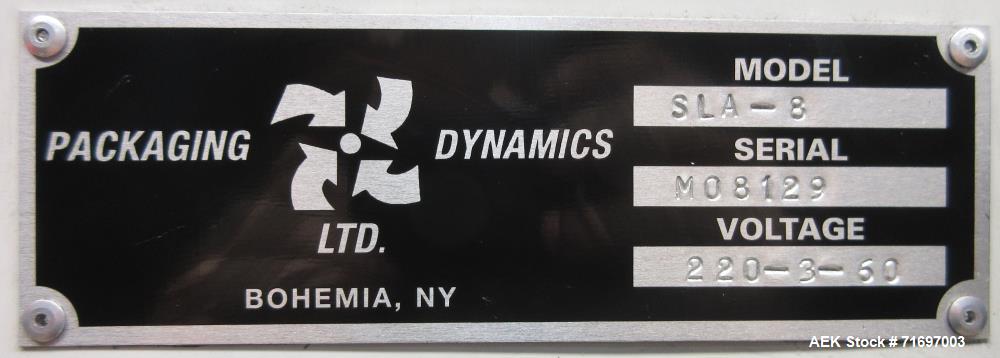 PACKAGING DYNAMICS
LTD.
BOHEMIA, NY
MODEL
SLA-8
SERIAL
M08129
VOLTAGE
220-3-60
AEK Stock # 71697003